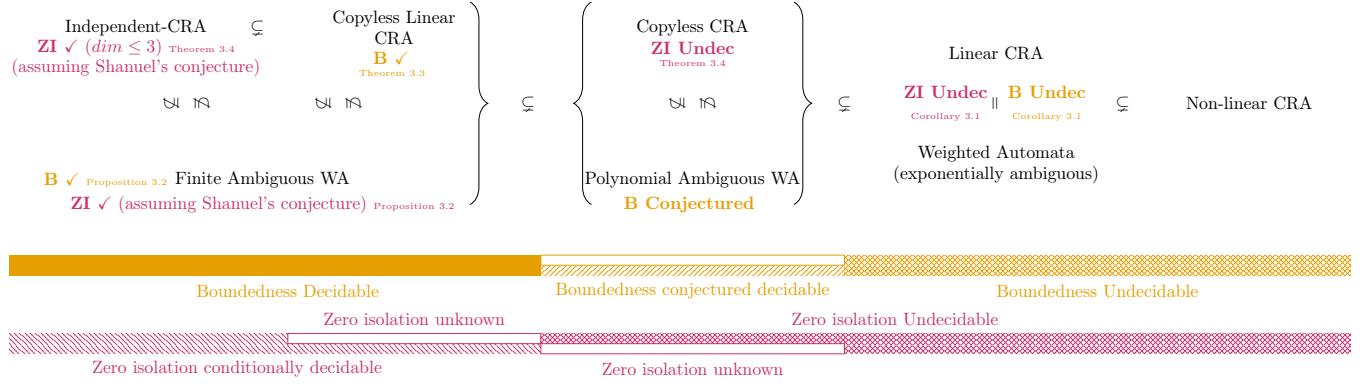 Independent-CRA ⊊ Copyless Linear CRA
ZI ✓ (dim ≤ 3) Theorem 3.4
(assuming Shanuel's conjecture)
B ✓
Theorem 3.3
B ✓ Proposition 3.2 Finite Ambiguous WA
ZI ✓ (assuming Shanuel's conjecture) Proposition 3.2
⊊
Copyless CRA
ZI Undec
Theorem 3.4
Polynomial Ambiguous WA
B Conjectured
⊊
Linear CRA
ZI Undec || B Undec
Corollary 3.1 Corollary 3.1
Weighted Automata
(exponentially ambiguous)
⊊
Non-linear CRA
Boundedness Decidable
Boundedness conjectured decidable
Boundedness Undecidable
Zero isolation unknown
Zero isolation Undecidable
Zero isolation conditionally decidable
Zero isolation unknown